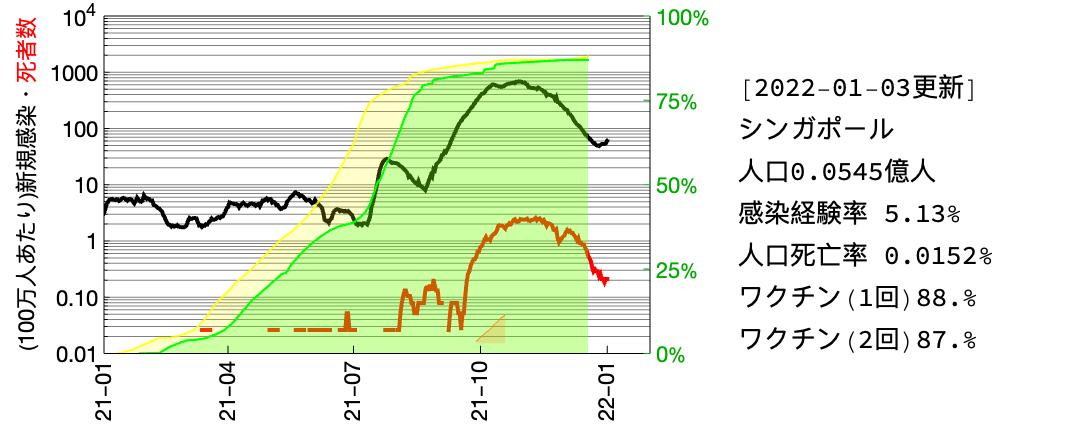 10⁴
1000
100
10
1
0.10
0.01
(100万人あたり)新規感染・死者数
100%
75%
50%
25%
0%
21-01
21-04
21-07
21-10
22-01
[2022-01-03更新]
シンガポール
人口0.0545億人
感染経験率 5.13%
人口死亡率 0.0152%
ワクチン(1回)88.%
ワクチン(2回)87.%